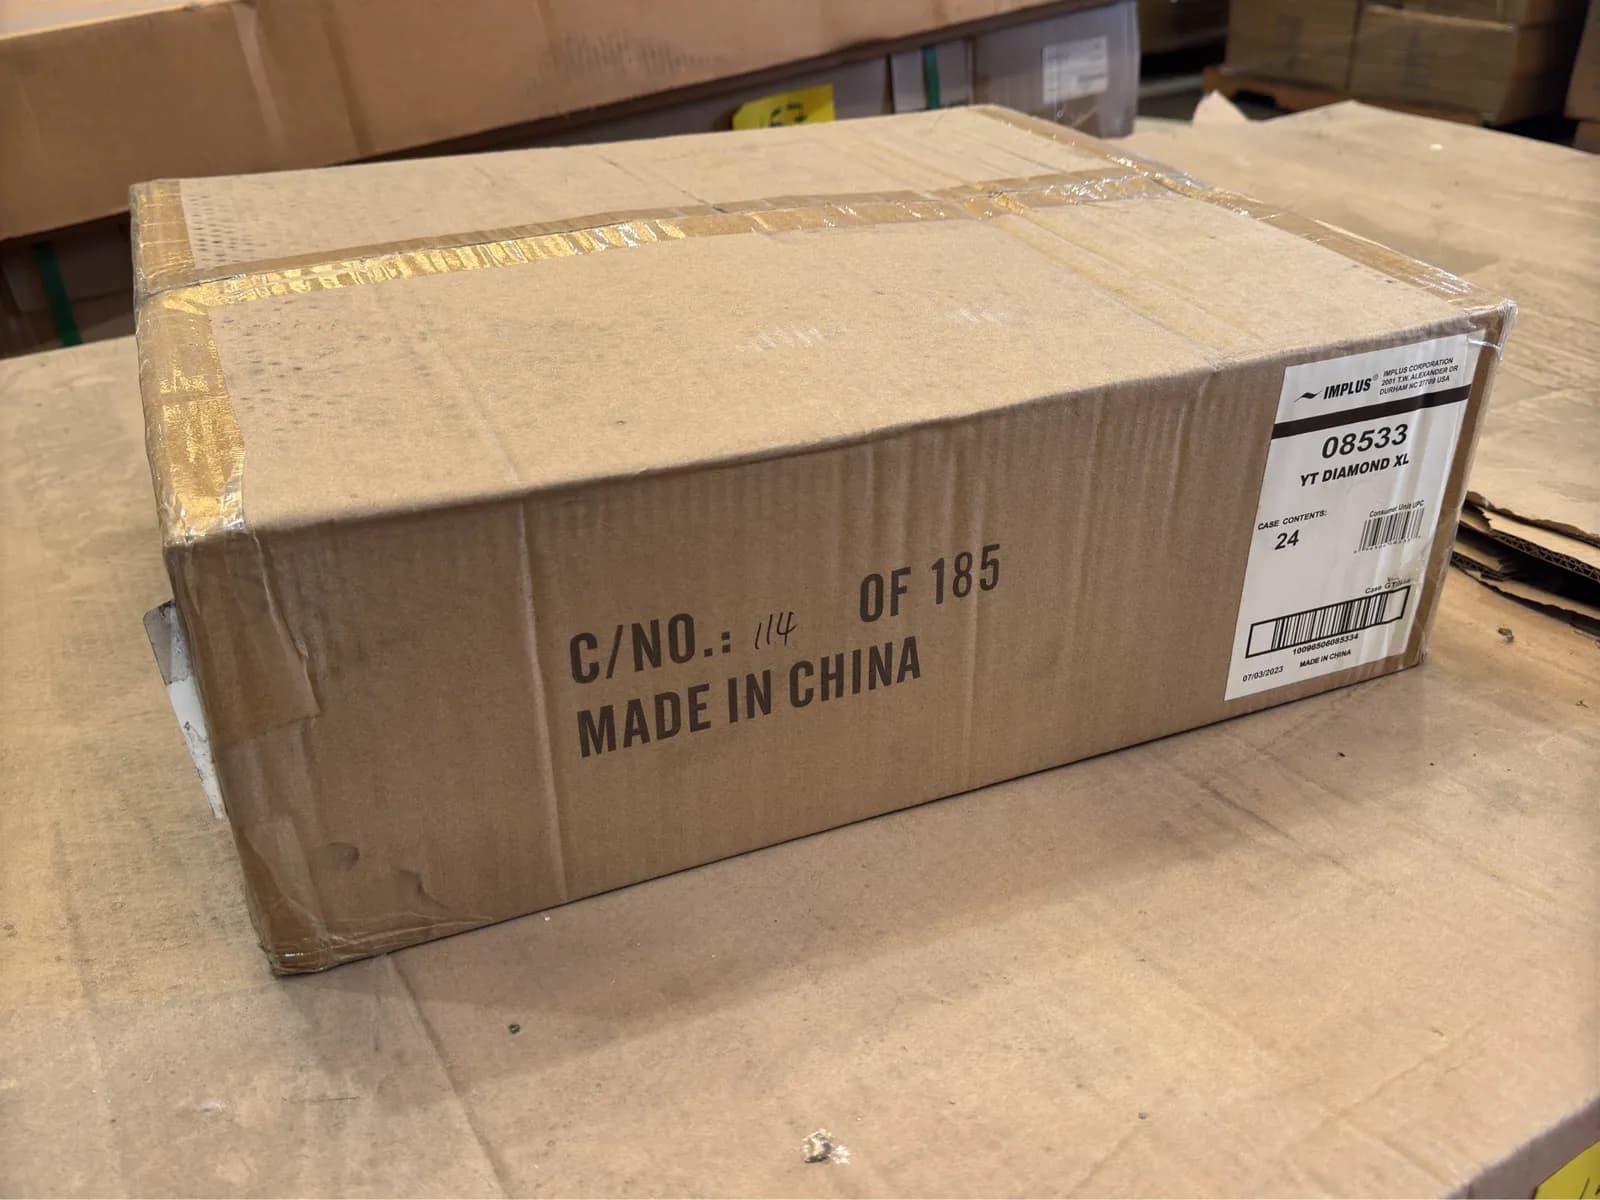 C/NO.: 114 OF 185
MADE IN CHINA
IMPLUS®
IMPLUS CORPORATION
2001 T.W. ALEXANDER DR
DURHAM NC 27709 USA
08533
YT DIAMOND XL
CASE CONTENTS:
24
Consumer Unit UPC
Case
10096506085334
07/03/2023
MADE IN CHINA